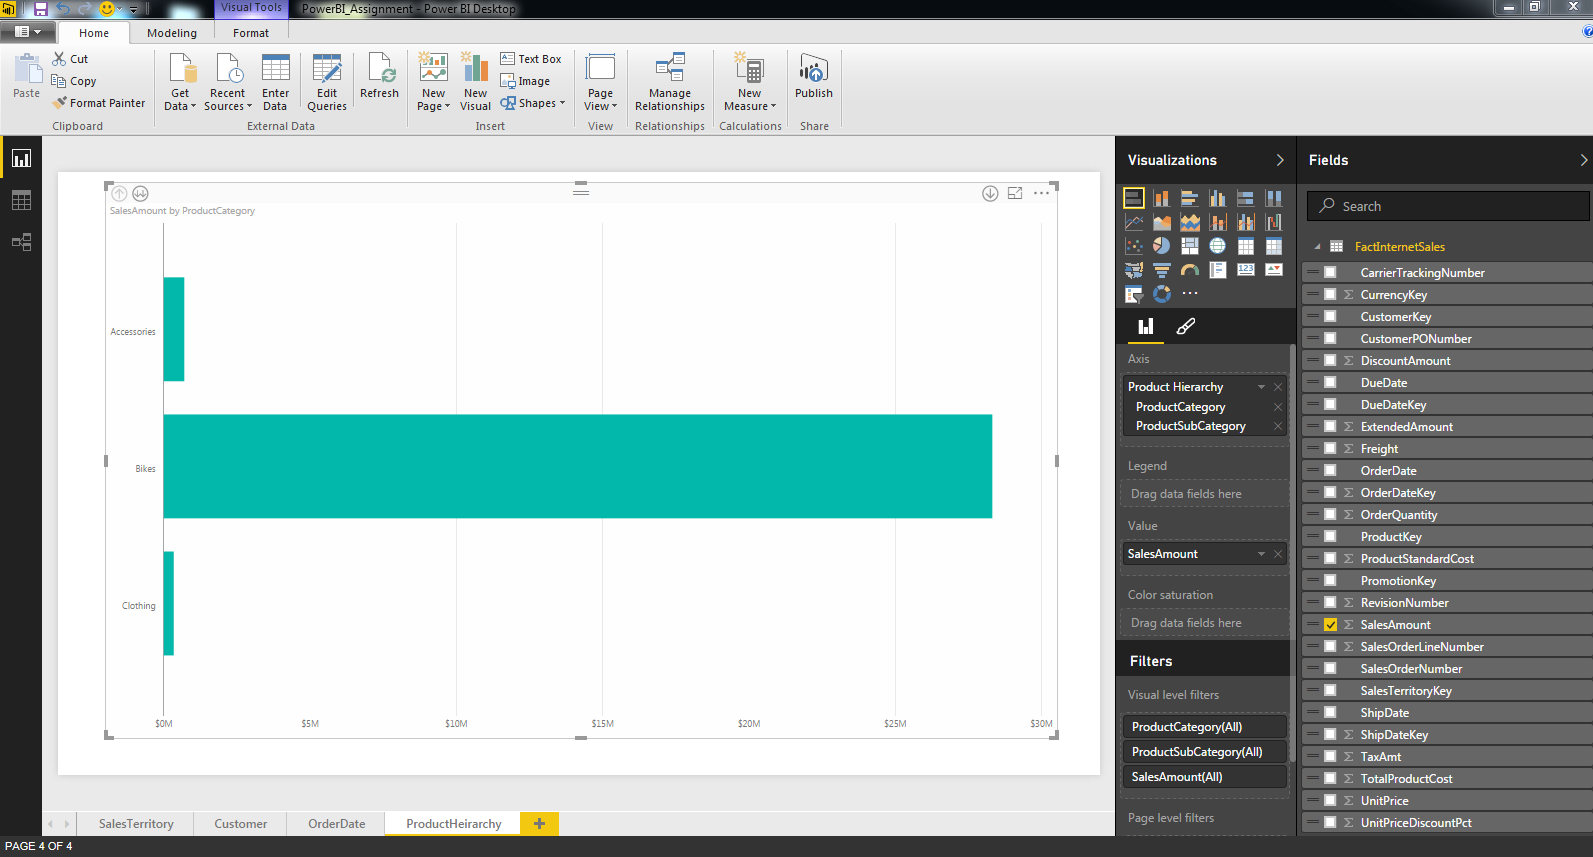 Visual Tools
PowerBI_Assignment - Power BI Desktop
Home
Modeling
Format
Paste
Cut
Copy
Format Painter
Clipboard
Get Data
Recent Sources
Enter Data
External Data
Edit Queries
Refresh
New Page
New Visual
Text Box
Image
Shapes
Insert
Page View
View
Manage Relationships
Relationships
New Measure
Calculations
Publish
Share
SalesAmount by ProductCategory
Accessories
Bikes
Clothing
$0M
$5M
$10M
$15M
$20M
$25M
$30M
Visualizations
123
Axis
Product Hierarchy
ProductCategory
ProductSubCategory
Legend
Drag data fields here
Value
SalesAmount
Color saturation
Drag data fields here
Filters
Visual level filters
ProductCategory(All)
ProductSubCategory(All)
SalesAmount(All)
Page level filters
Fields
Search
FactInternetSales
CarrierTrackingNumber
CurrencyKey
CustomerKey
CustomerPONumber
DiscountAmount
DueDate
DueDateKey
ExtendedAmount
Freight
OrderDate
OrderDateKey
OrderQuantity
ProductKey
ProductStandardCost
PromotionKey
RevisionNumber
SalesAmount
SalesOrderLineNumber
SalesOrderNumber
SalesTerritoryKey
ShipDate
ShipDateKey
TaxAmt
TotalProductCost
UnitPrice
UnitPriceDiscountPct
SalesTerritory
Customer
OrderDate
ProductHeirarchy
PAGE 4 OF 4